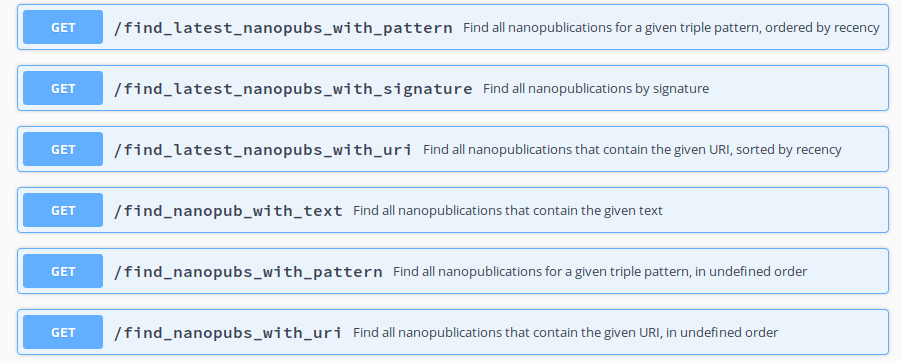 GET /find_latest_nanopubs_with_pattern Find all nanopublications for a given triple pattern, ordered by recency
GET /find_latest_nanopubs_with_signature Find all nanopublications by signature
GET /find_latest_nanopubs_with_uri Find all nanopublications that contain the given URI, sorted by recency
GET /find_nanopub_with_text Find all nanopublications that contain the given text
GET /find_nanopubs_with_pattern Find all nanopublications for a given triple pattern, in undefined order
GET /find_nanopubs_with_uri Find all nanopublications that contain the given URI, in undefined order